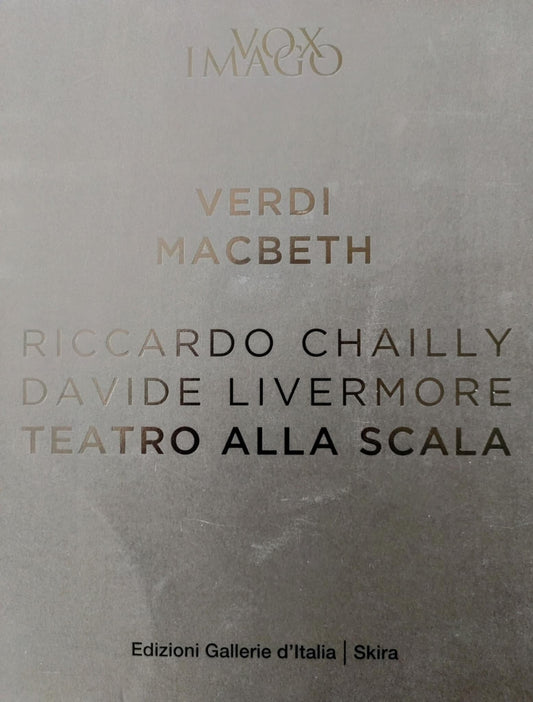 VOX
IMAGO
VERDI
MACBETH
RICCARDO CHAILLY
DAVIDE LIVERMORE
TEATRO ALLA SCALA
Edizioni Gallerie d'Italia | Skira